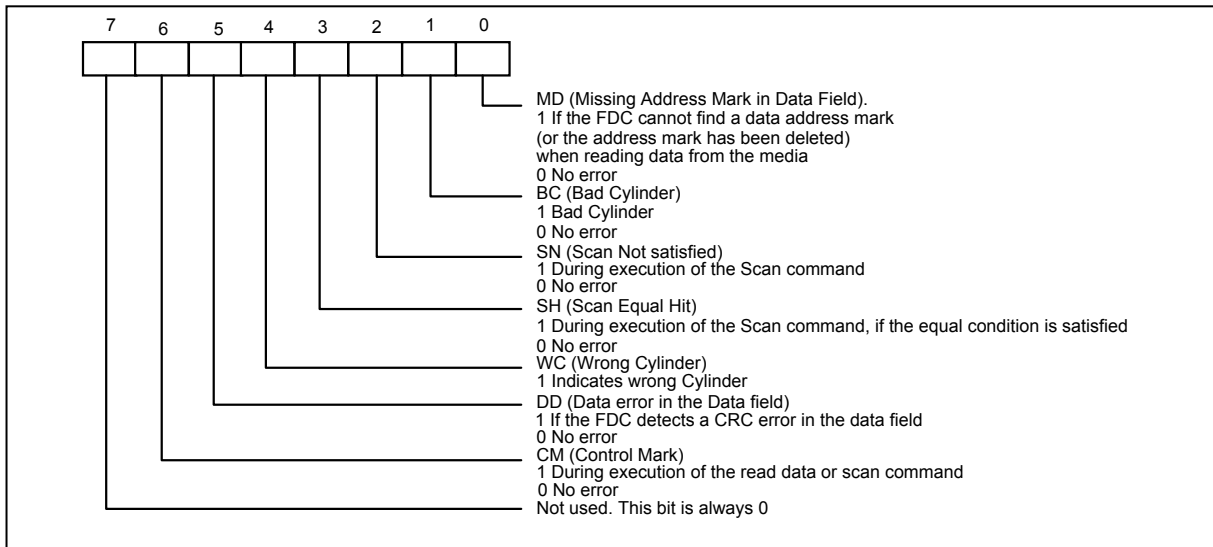 7 6 5 4 3 2 1 0
MD (Missing Address Mark in Data Field).
1 If the FDC cannot find a data address mark
(or the address mark has been deleted)
when reading data from the media
0 No error
BC (Bad Cylinder)
1 Bad Cylinder
0 No error
SN (Scan Not satisfied)
1 During execution of the Scan command
0 No error
SH (Scan Equal Hit)
1 During execution of the Scan command, if the equal condition is satisfied
0 No error
WC (Wrong Cylinder)
1 Indicates wrong Cylinder
DD (Data error in the Data field)
1 If the FDC detects a CRC error in the data field
0 No error
CM (Control Mark)
1 During execution of the read data or scan command
0 No error
Not used. This bit is always 0